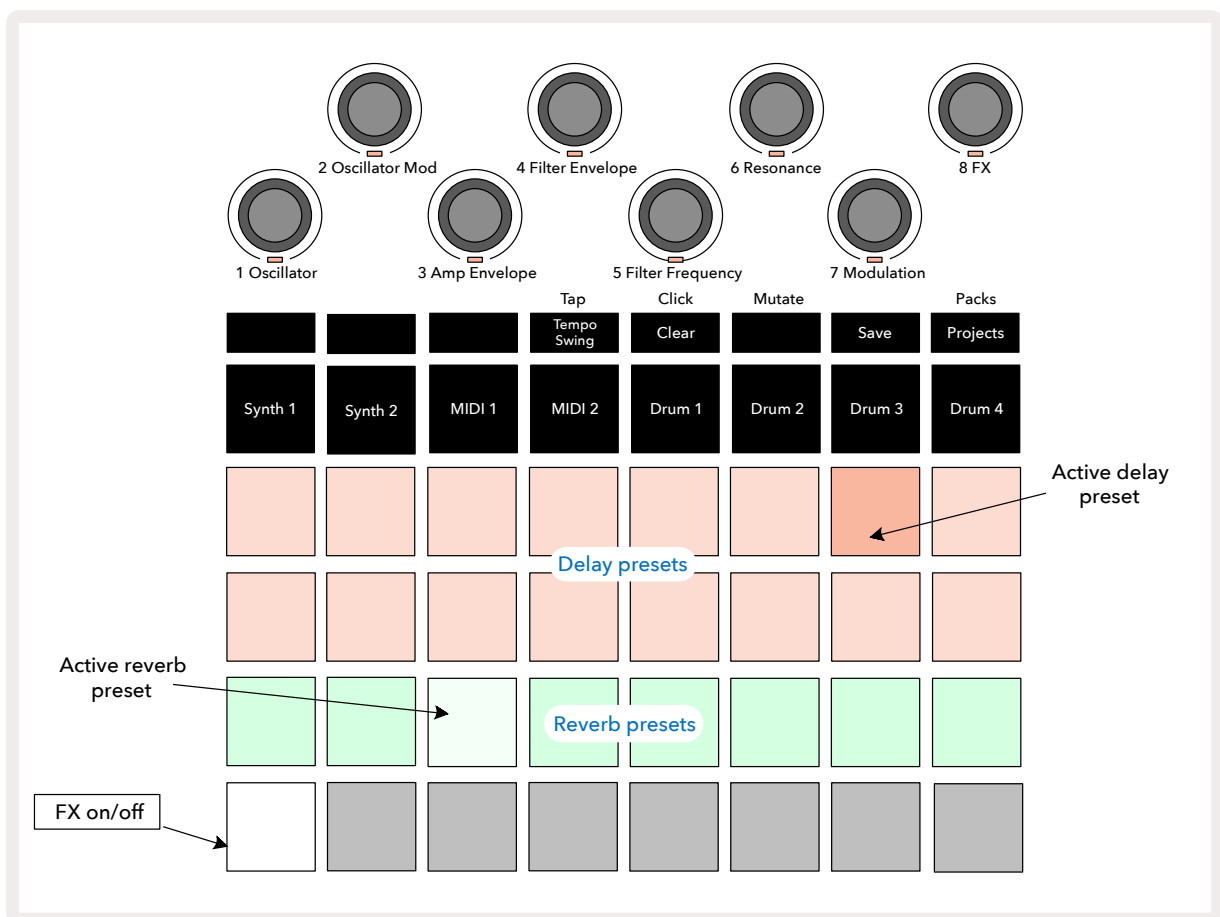 2 Oscillator Mod
4 Filter Envelope
6 Resonance
8 FX
1 Oscillator
3 Amp Envelope
5 Filter Frequency
7 Modulation
Tap
Click
Mutate
Packs
Tempo
Swing
Clear
Save
Projects
Synth 1
Synth 2
MIDI 1
MIDI 2
Drum 1
Drum 2
Drum 3
Drum 4
Active delay
preset
Delay presets
Active reverb
preset
Reverb presets
FX on/off